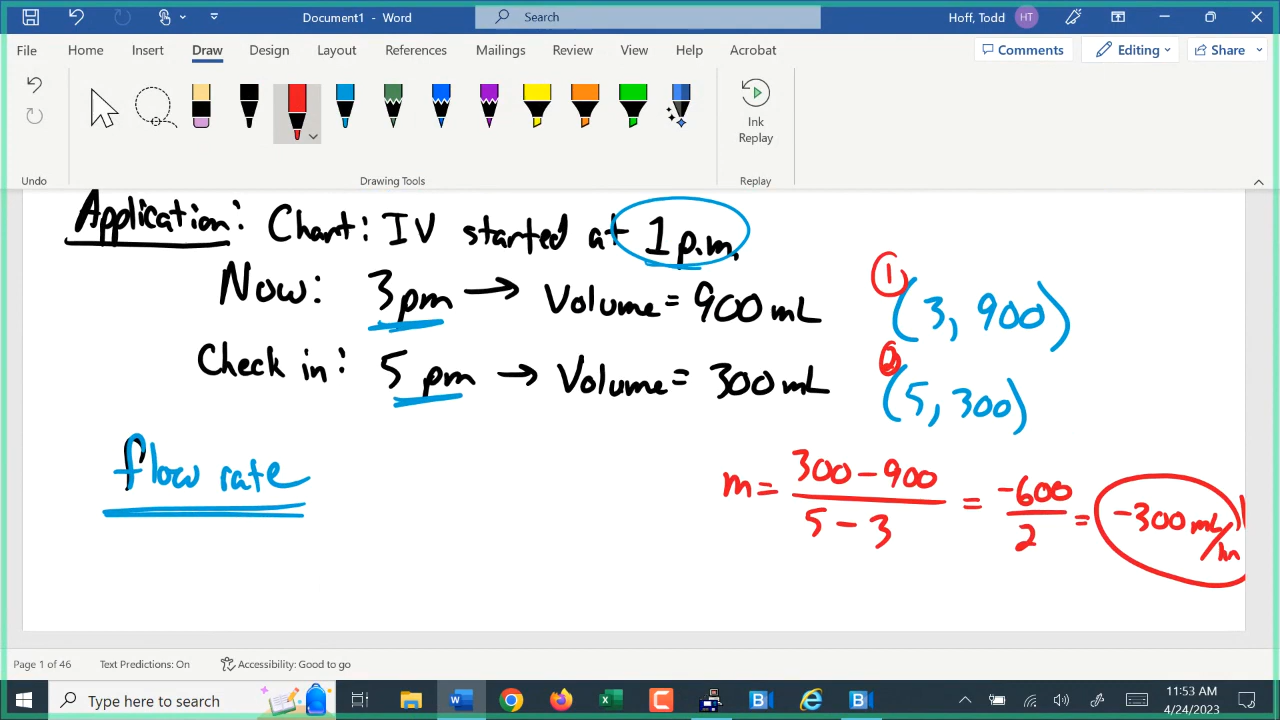 Document1 • Word
Search
Hoff, Todd
HT
File Home Insert Draw Design Layout References Mailings Review View Help Acrobat
Comments Editing Share
Ink Replay
Undo
Drawing Tools
Replay
Application: Chart: IV started at 1 p.m.
Now: 3pm → Volume = 900 mL
① (3, 900)
Check in: 5 pm → Volume = 300 mL
② (5, 300)
flow rate
m = 300 - 900 / 5 - 3 = -600 / 2 = -300 mL/hr
Page 1 of 46
Text Predictions: On
Accessibility: Good to go
Type here to search
11:53 AM
4/24/2023